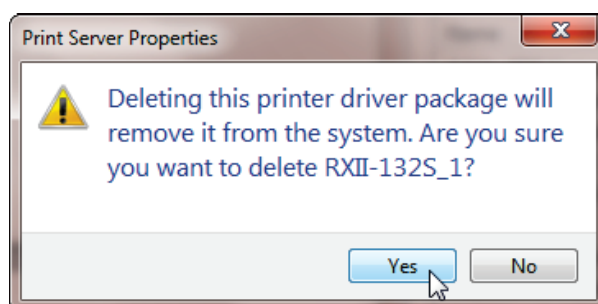 Print Server Properties
Deleting this printer driver package will
remove it from the system. Are you sure
you want to delete RXII-132S_1?
Yes
No